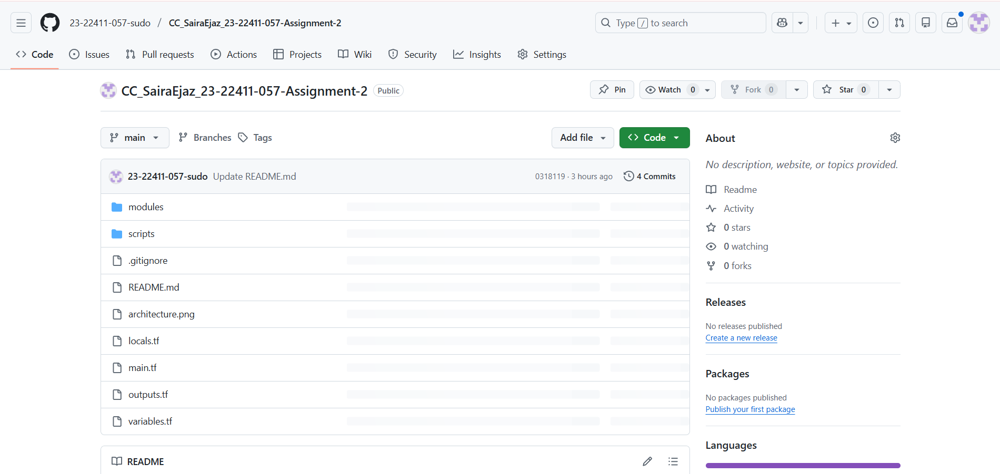 23-22411-057-sudo / CC_SairaEjaz_23-22411-057-Assignment-2
Type / to search
Code Issues Pull requests Actions Projects Wiki Security Insights Settings
CC_SairaEjaz_23-22411-057-Assignment-2 Public
Pin Watch 0 Fork 0 Star 0
main Branches Tags
Add file Code
23-22411-057-sudo Update README.md
0318119 · 3 hours ago 4 Commits
modules
scripts
.gitignore
README.md
architecture.png
locals.tf
main.tf
outputs.tf
variables.tf
README
About
No description, website, or topics provided.
Readme
Activity
0 stars
0 watching
0 forks
Releases
No releases published
Create a new release
Packages
No packages published
Publish your first package
Languages